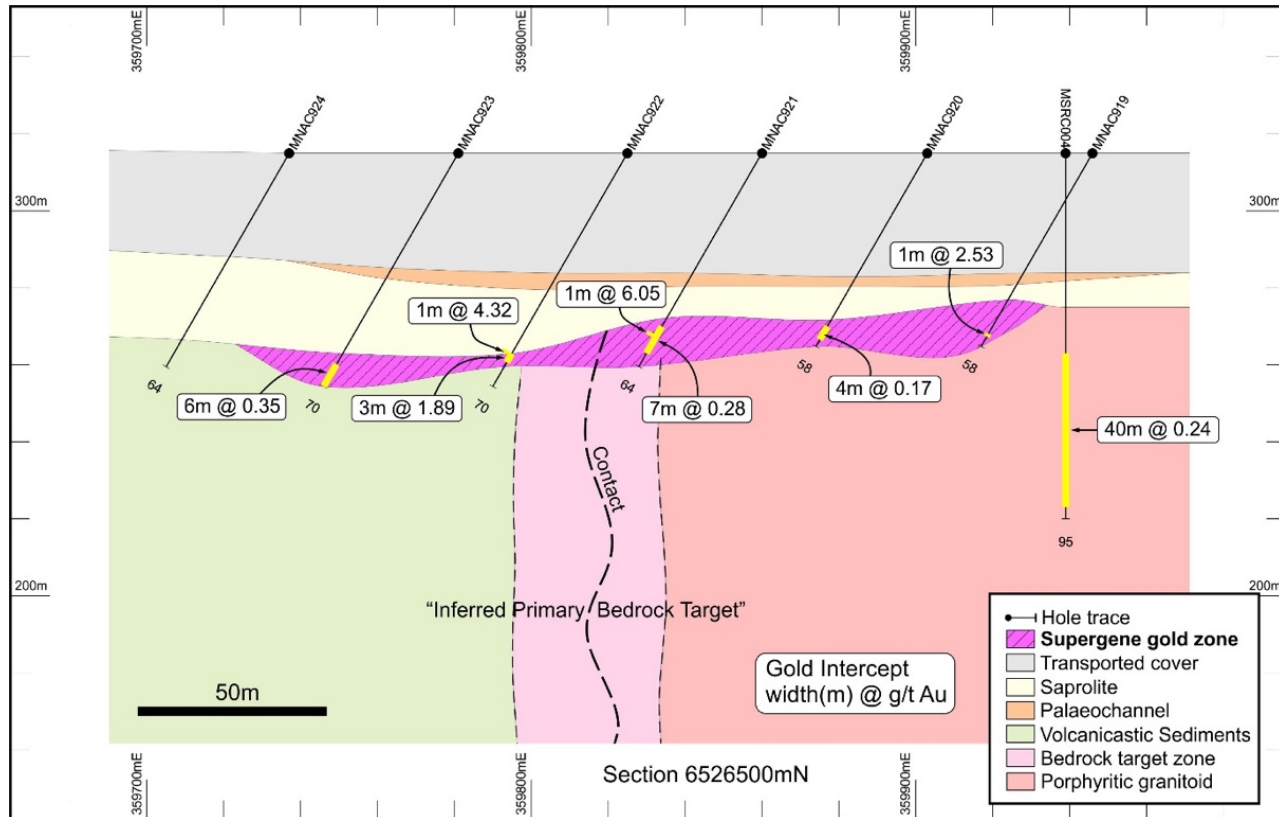 359700mE
359800mE
359900mE
MNAC924
MNAC923
MNAC922
MNAC921
MNAC920
MSRC004
MNAC919
300m
300m
1m @ 2.53
1m @ 6.05
1m @ 4.32
64
6m @ 0.35
70
3m @ 1.89
70
64
7m @ 0.28
58
4m @ 0.17
58
40m @ 0.24
Contact
95
200m
200m
“Inferred Primary Bedrock Target”
Hole trace
Supergene gold zone
Transported cover
Saprolite
Palaeochannel
Volcanicastic Sediments
Bedrock target zone
Porphyritic granitoid
Gold Intercept
width(m) @ g/t Au
50m
Section 6526500mN
359700mE
359800mE
359900mE